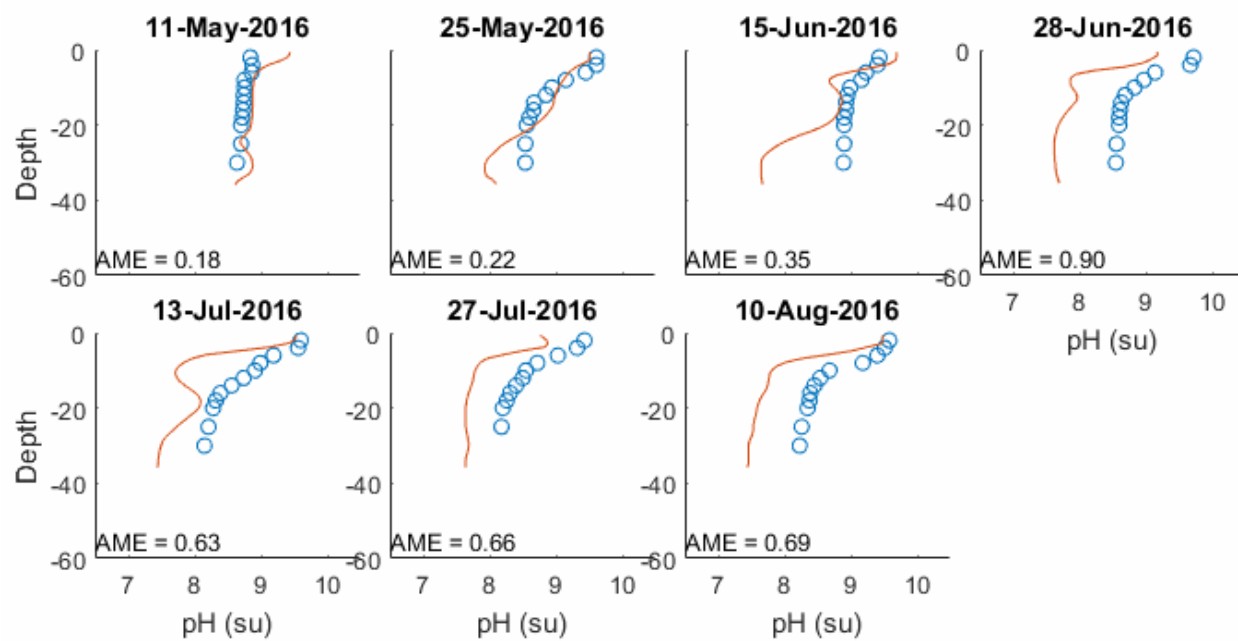 11-May-2016
25-May-2016
15-Jun-2016
28-Jun-2016
0
-20
-40
-60
Depth
AME = 0.18
0
-20
-40
-60
AME = 0.22
0
-20
-40
-60
AME = 0.35
0
-20
-40
-60
AME = 0.90
7 8 9 10
pH (su)
13-Jul-2016
27-Jul-2016
10-Aug-2016
0
-20
-40
-60
Depth
AME = 0.63
7 8 9 10
pH (su)
0
-20
-40
-60
AME = 0.66
7 8 9 10
pH (su)
0
-20
-40
-60
AME = 0.69
7 8 9 10
pH (su)